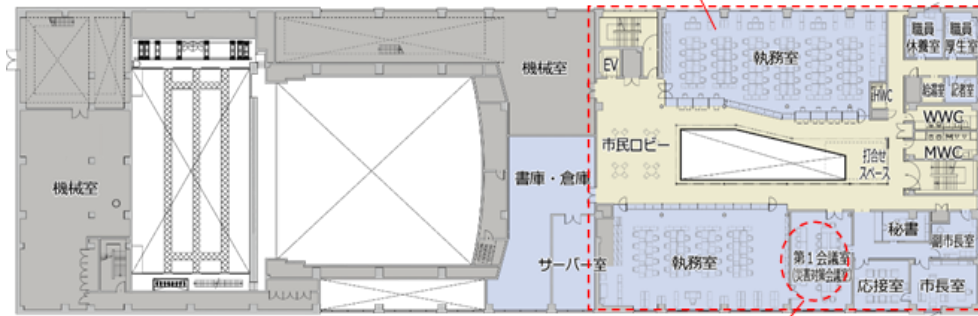 執務室
職員
休養室
職員
厚生室
EV
機械室
給湯室
記者室
HWC
WWC
市民ロビー
打合せ
スペース
MWC
機械室
書庫・倉庫
秘書
副市長室
サーバー室
執務室
第1会議室
(災害対策会議室)
応接室
市長室